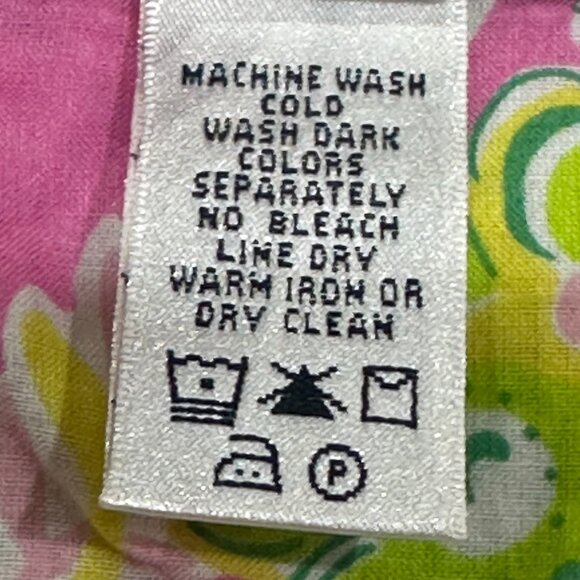 MACHINE WASH
COLD
WASH DARK
COLORS
SEPARATELY
NO BLEACH
LINE DRY
WARM IRON OR
DRY CLEAN
P